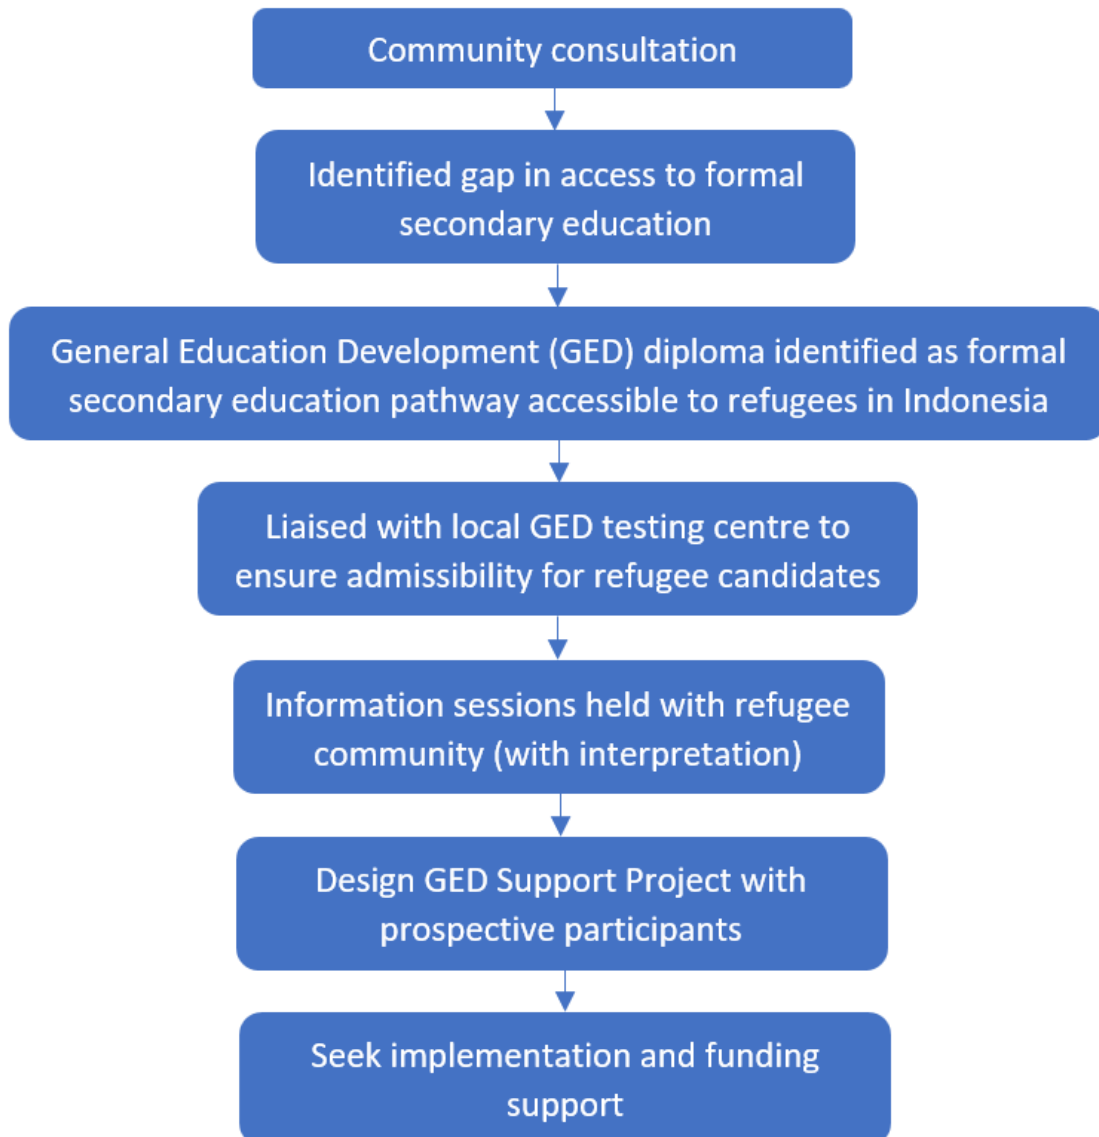 Community consultation
Identified gap in access to formal
secondary education
General Education Development (GED) diploma identified as formal
secondary education pathway accessible to refugees in Indonesia
Liaised with local GED testing centre to
ensure admissibility for refugee candidates
Information sessions held with refugee
community (with interpretation)
Design GED Support Project with
prospective participants
Seek implementation and funding
support